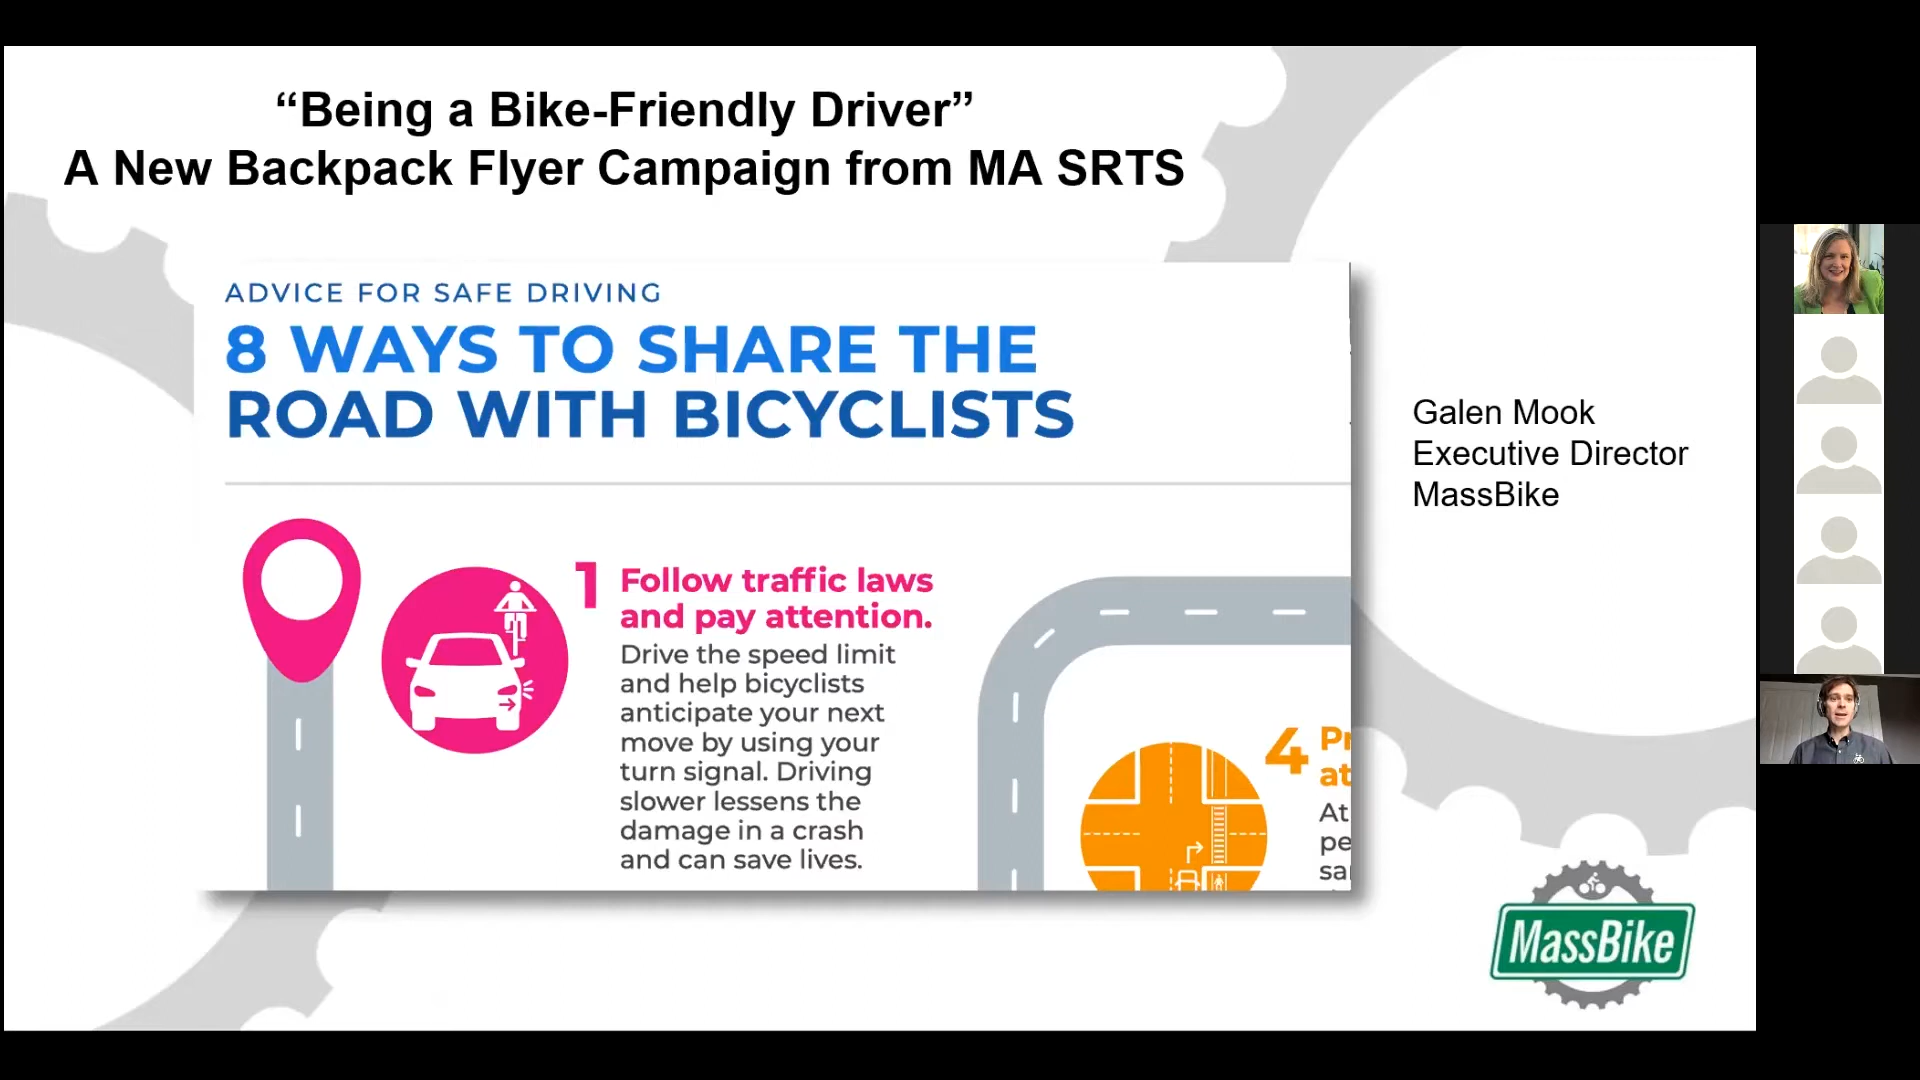 “Being a Bike-Friendly Driver”
A New Backpack Flyer Campaign from MA SRTS
ADVICE FOR SAFE DRIVING
8 WAYS TO SHARE THE
ROAD WITH BICYCLISTS
1 Follow traffic laws
and pay attention.
Drive the speed limit
and help bicyclists
anticipate your next
move by using your
turn signal. Driving
slower lessens the
damage in a crash
and can save lives.
4
at
At
pe
Galen Mook
Executive Director
MassBike
MassBike